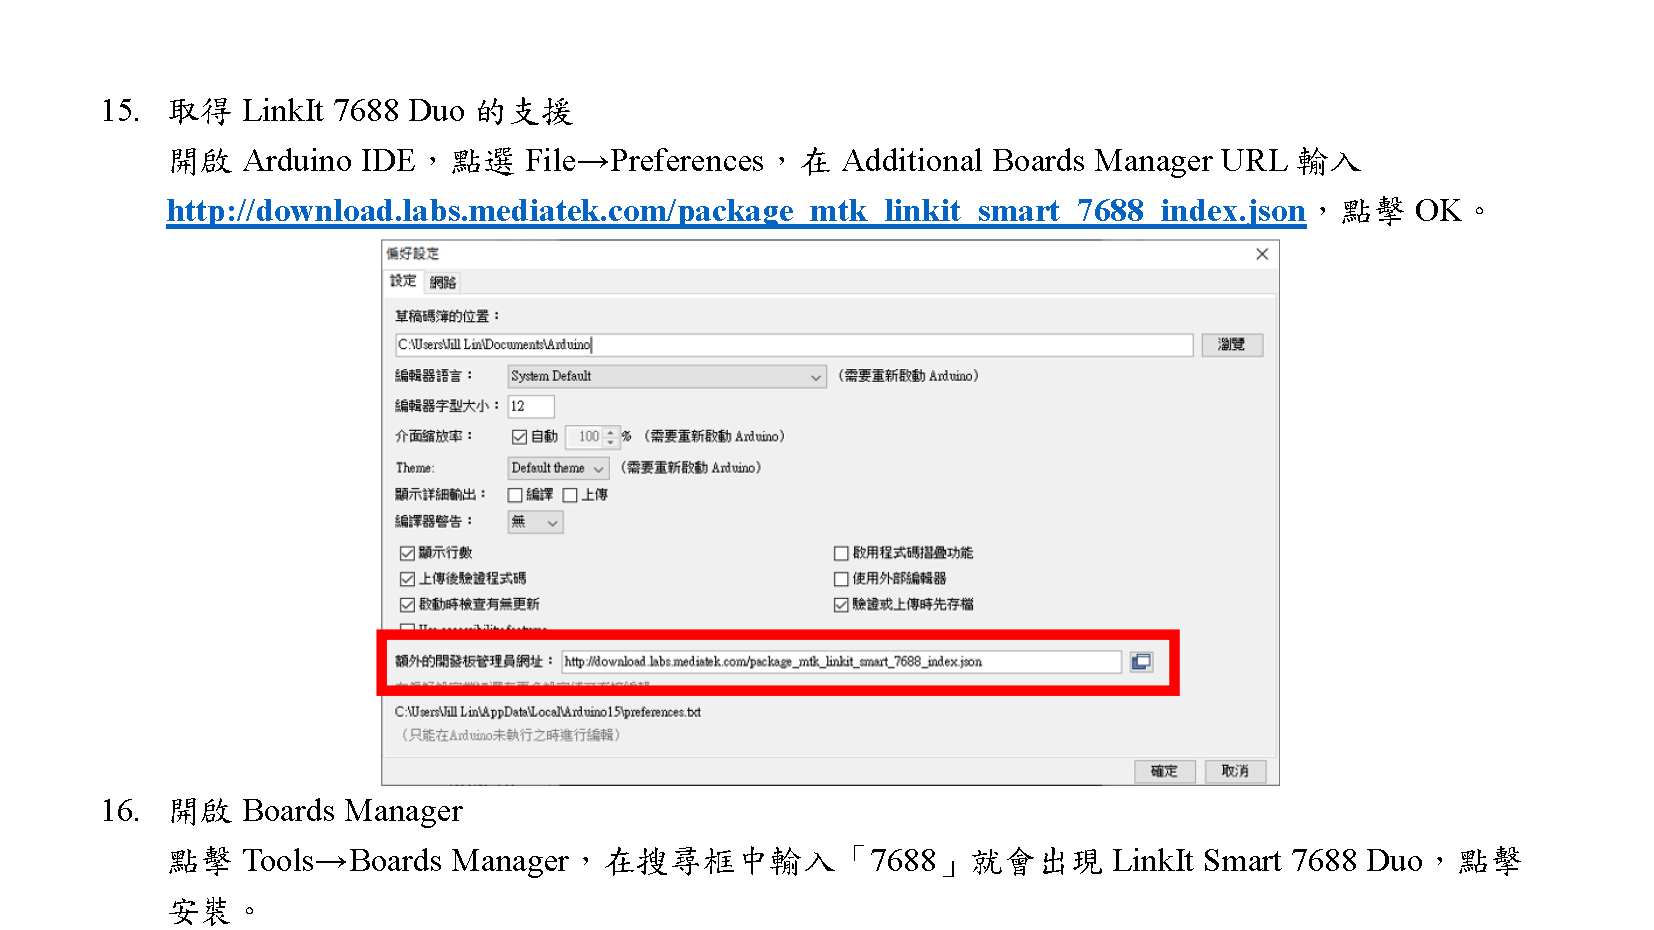 15. 取得 LinkIt 7688 Duo 的支援
開啟 Arduino IDE，點選 File→Preferences，在 Additional Boards Manager URL 輸入
http://download.labs.mediatek.com/package_mtk_linkit_smart_7688_index.json，點擊 OK。
偏好設定
設定 網路
草稿碼簿的位置：
C:\Users\Jill Lin\Documents\Arduino 瀏覽
編輯器語言： System Default （需要重新啟動 Arduino）
編輯器字型大小： 12
介面縮放率： 自動 100 % （需要重新啟動 Arduino）
Theme: Default theme （需要重新啟動 Arduino）
顯示詳細輸出： 編譯 上傳
編譯器警告： 無
顯示行數 啟用程式碼摺疊功能
上傳後驗證程式碼 使用外部編輯器
啟動時檢查有無更新 驗證或上傳時先存檔
Use accessibility features
額外的開發板管理員網址： http://download.labs.mediatek.com/package_mtk_linkit_smart_7688_index.json
C:\Users\Jill Lin\AppData\Local\Arduino15\preferences.txt
（只能在Arduino未執行之時進行編輯）
確定 取消
16. 開啟 Boards Manager
點擊 Tools→Boards Manager，在搜尋框中輸入「7688」就會出現 LinkIt Smart 7688 Duo，點擊
安裝。